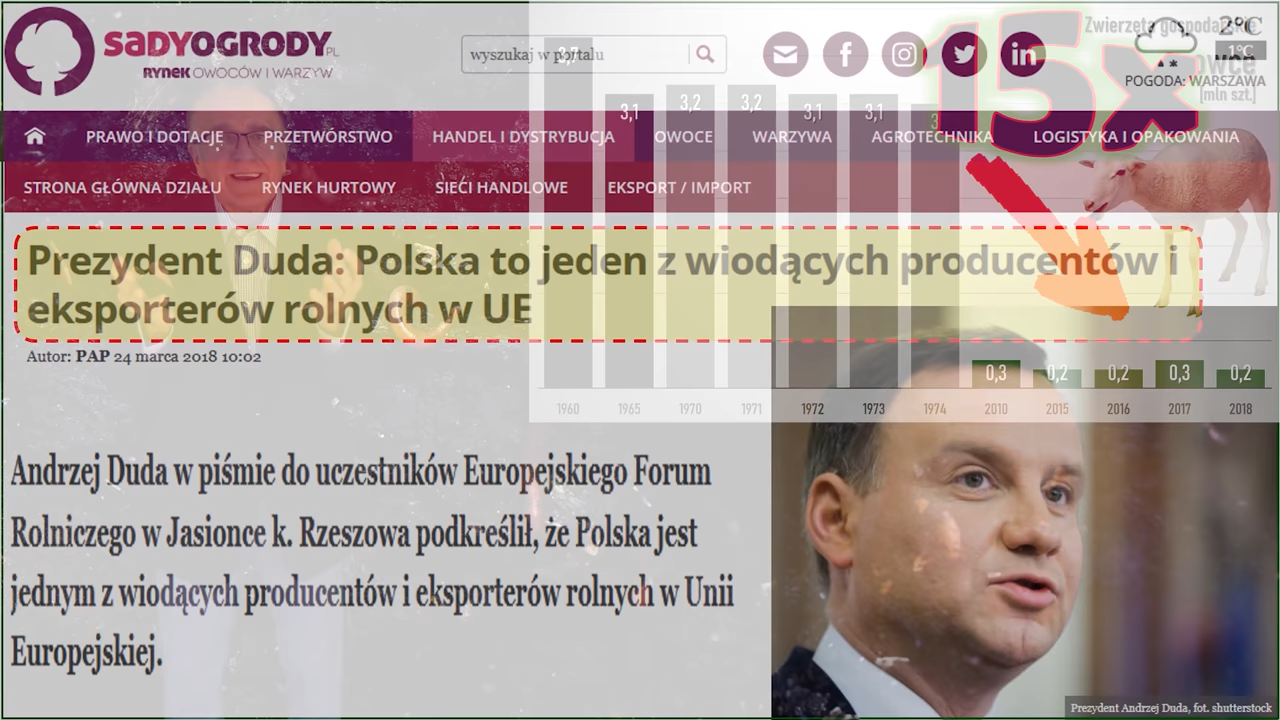 SADYOGRODY.PL
RYNEK OWOCÓW I WARZYW
wyszukaj w portalu
15x
Zwierzęta gospodarskie
owce
[mln szt.]
2°C
1°C
POGODA: WARSZAWA
PRAWO I DOTACJE PRZETWÓRSTWO HANDEL I DYSTRYBUCJA OWOCE WARZYWA AGROTECHNIKA LOGISTYKA I OPAKOWANIA
STRONA GŁÓWNA DZIAŁU RYNEK HURTOWY SIECI HANDLOWE EKSPORT / IMPORT
3,1 3,2 3,2 3,1 3,1
Prezydent Duda: Polska to jeden z wiodących producentów i
eksporterów rolnych w UE
Autor: PAP 24 marca 2018 10:02
0,3 0,2 0,2 0,3 0,2
1960 1965 1970 1971 1972 1973 1974 2010 2015 2016 2017 2018
Andrzej Duda w piśmie do uczestników Europejskiego Forum
Rolniczego w Jasionce k. Rzeszowa podkreślił, że Polska jest
jednym z wiodących producentów i eksporterów rolnych w Unii
Europejskiej.
Prezydent Andrzej Duda, fot. shutterstock